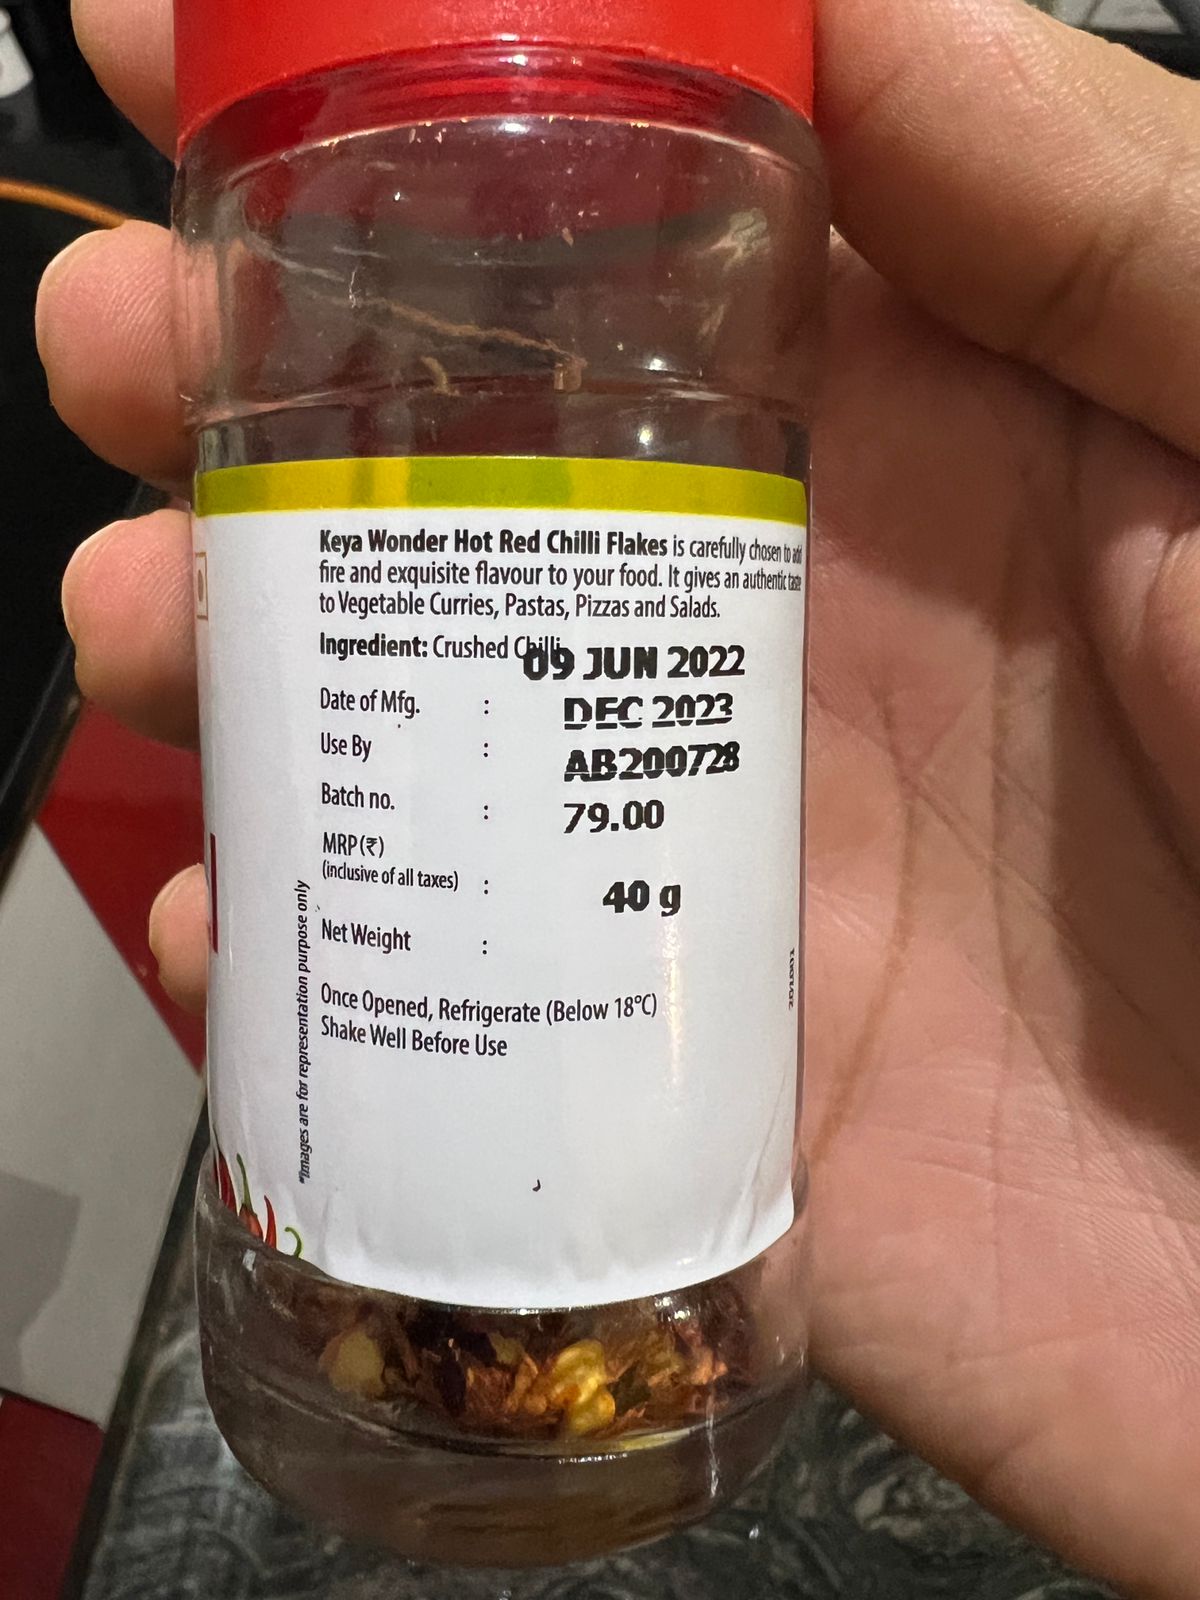 Keya Wonder Hot Red Chilli Flakes is carefully chosen to add
fire and exquisite flavour to your food. It gives an authentic taste
to Vegetable Curries, Pastas, Pizzas and Salads.
Ingredient: Crushed Chilli
Date of Mfg. : 09 JUN 2022
Use By : DEC 2023
Batch no. : AB200728
MRP(₹) 79.00
(inclusive of all taxes) :
Net Weight : 40 g
Once Opened, Refrigerate (Below 18°C)
Shake Well Before Use
*Images are for representation purpose only